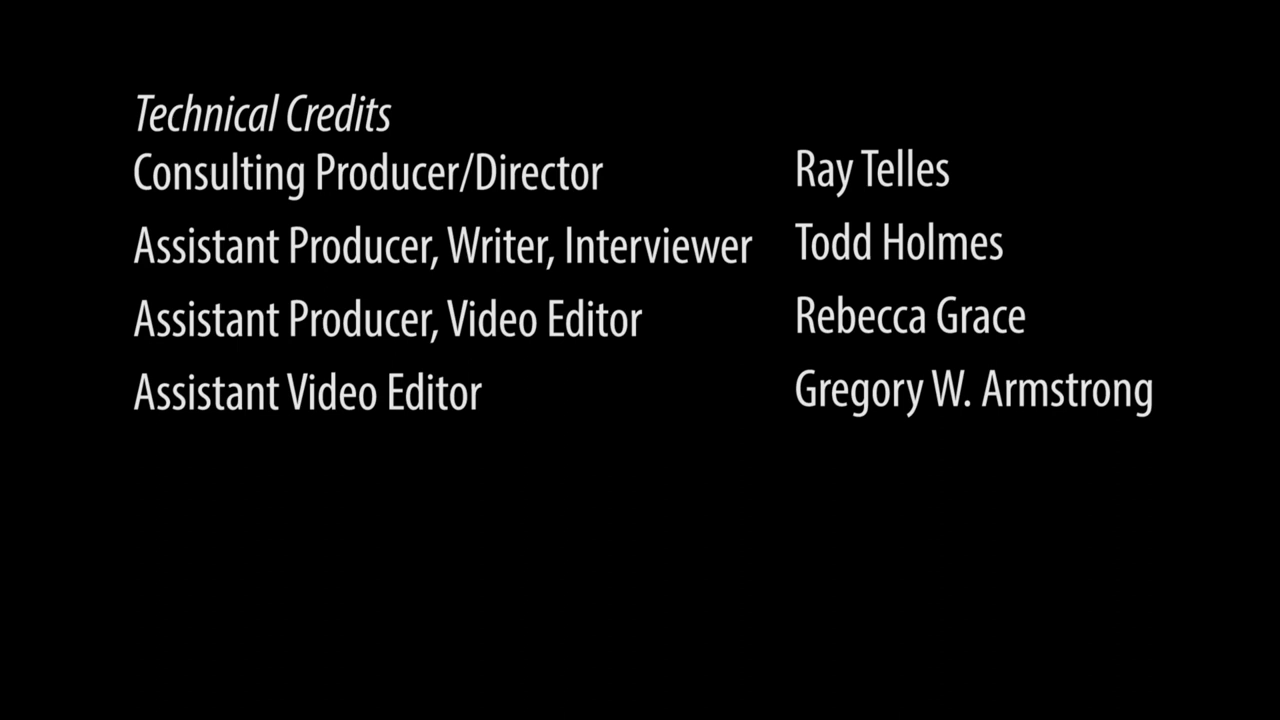 Technical Credits
Consulting Producer/Director Ray Telles
Assistant Producer, Writer, Interviewer Todd Holmes
Assistant Producer, Video Editor Rebecca Grace
Assistant Video Editor Gregory W. Armstrong